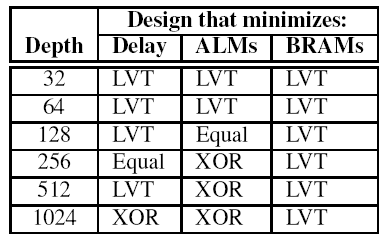 Design that minimizes:
Depth Delay ALMs BRAMs
32 LVT LVT LVT
64 LVT LVT LVT
128 LVT Equal LVT
256 Equal XOR LVT
512 LVT XOR LVT
1024 XOR XOR LVT